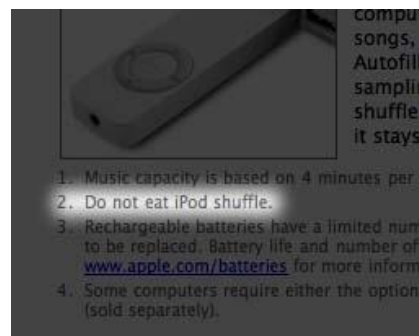 compu
songs,
Autofill
samplin
shuffle
it stays
1. Music capacity is based on 4 minutes per
2. Do not eat iPod shuffle.
3. Rechargeable batteries have a limited num
to be replaced. Battery life and number of
www.apple.com/batteries for more inform
4. Some computers require either the option
(sold separately).